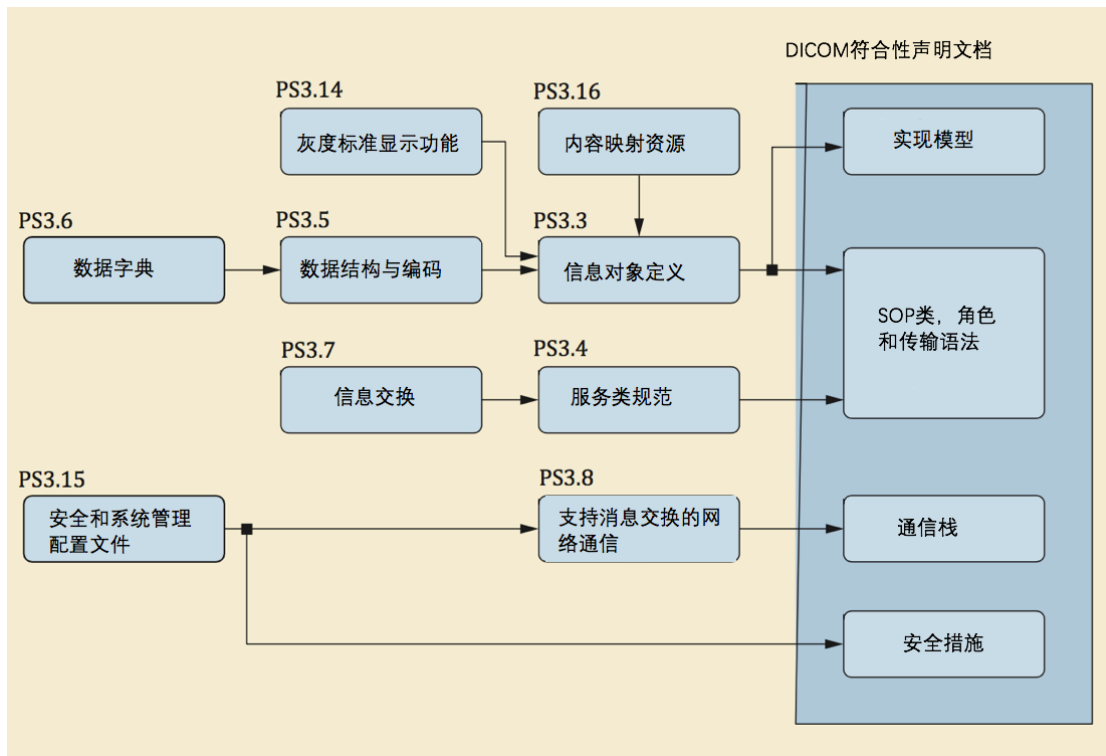 DICOM符合性声明文档
PS3.14
PS3.16
灰度标准显示功能
内容映射资源
实现模型
PS3.6
PS3.5
PS3.3
数据字典
数据结构与编码
信息对象定义
SOP类，角色
和传输语法
PS3.7
PS3.4
信息交换
服务类规范
PS3.15
PS3.8
安全和系统管理
配置文件
支持消息交换的网
络通信
通信栈
安全措施